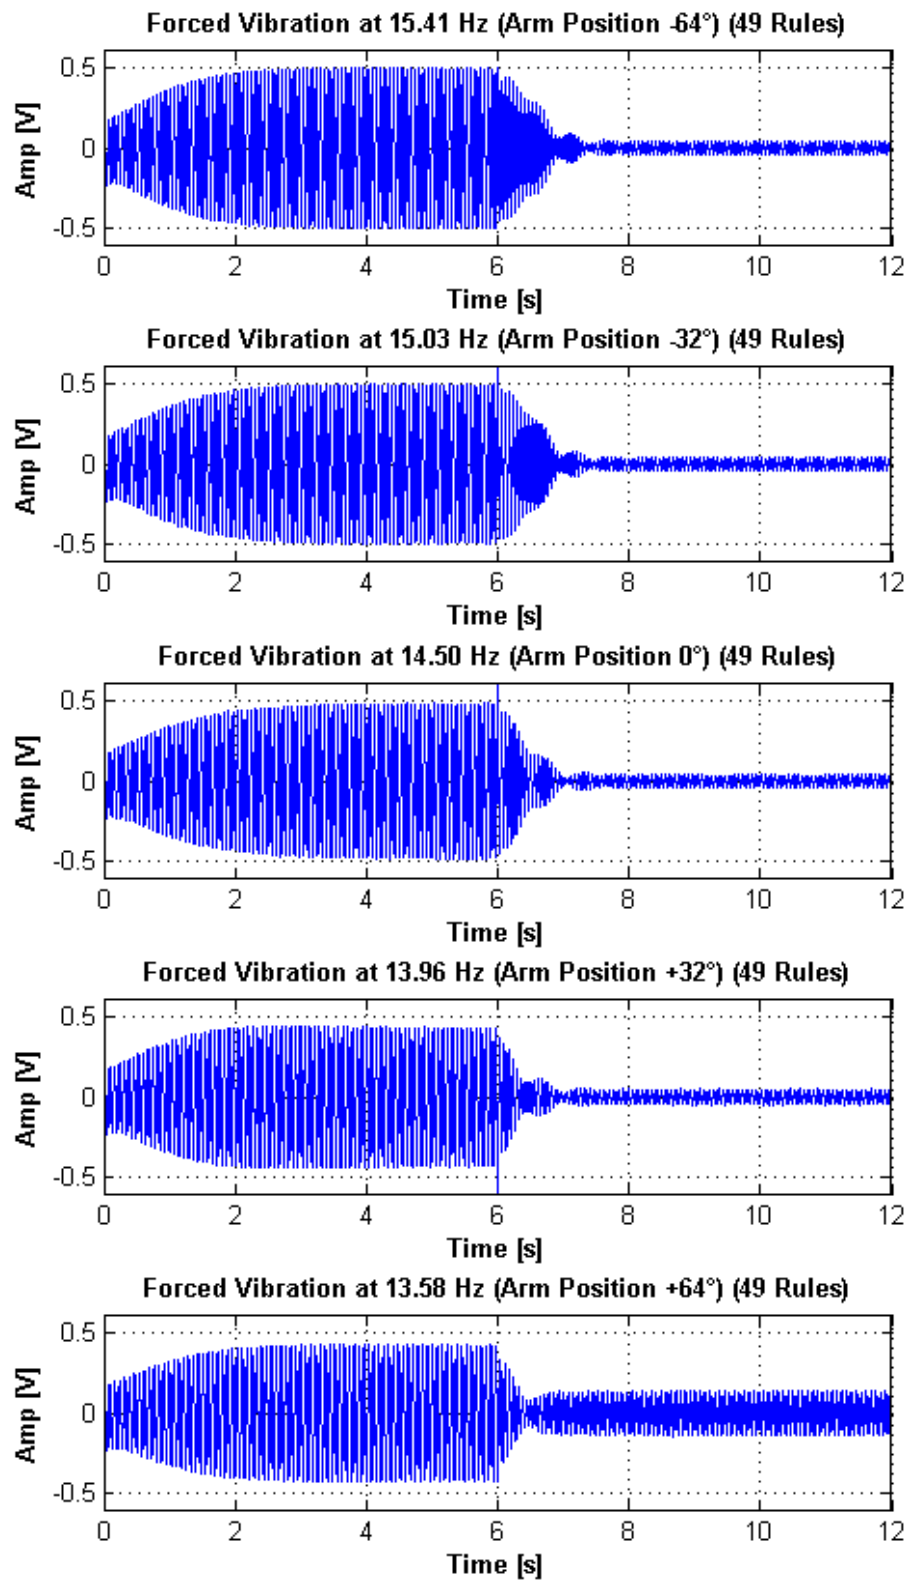 Forced Vibration at 15.41 Hz (Arm Position -64°) (49 Rules)
Amp [V]
0.5
0
-0.5
0 2 4 6 8 10 12
Time [s]
Forced Vibration at 15.03 Hz (Arm Position -32°) (49 Rules)
Amp [V]
0.5
0
-0.5
0 2 4 6 8 10 12
Time [s]
Forced Vibration at 14.50 Hz (Arm Position 0°) (49 Rules)
Amp [V]
0.5
0
-0.5
0 2 4 6 8 10 12
Time [s]
Forced Vibration at 13.96 Hz (Arm Position +32°) (49 Rules)
Amp [V]
0.5
0
-0.5
0 2 4 6 8 10 12
Time [s]
Forced Vibration at 13.58 Hz (Arm Position +64°) (49 Rules)
Amp [V]
0.5
0
-0.5
0 2 4 6 8 10 12
Time [s]